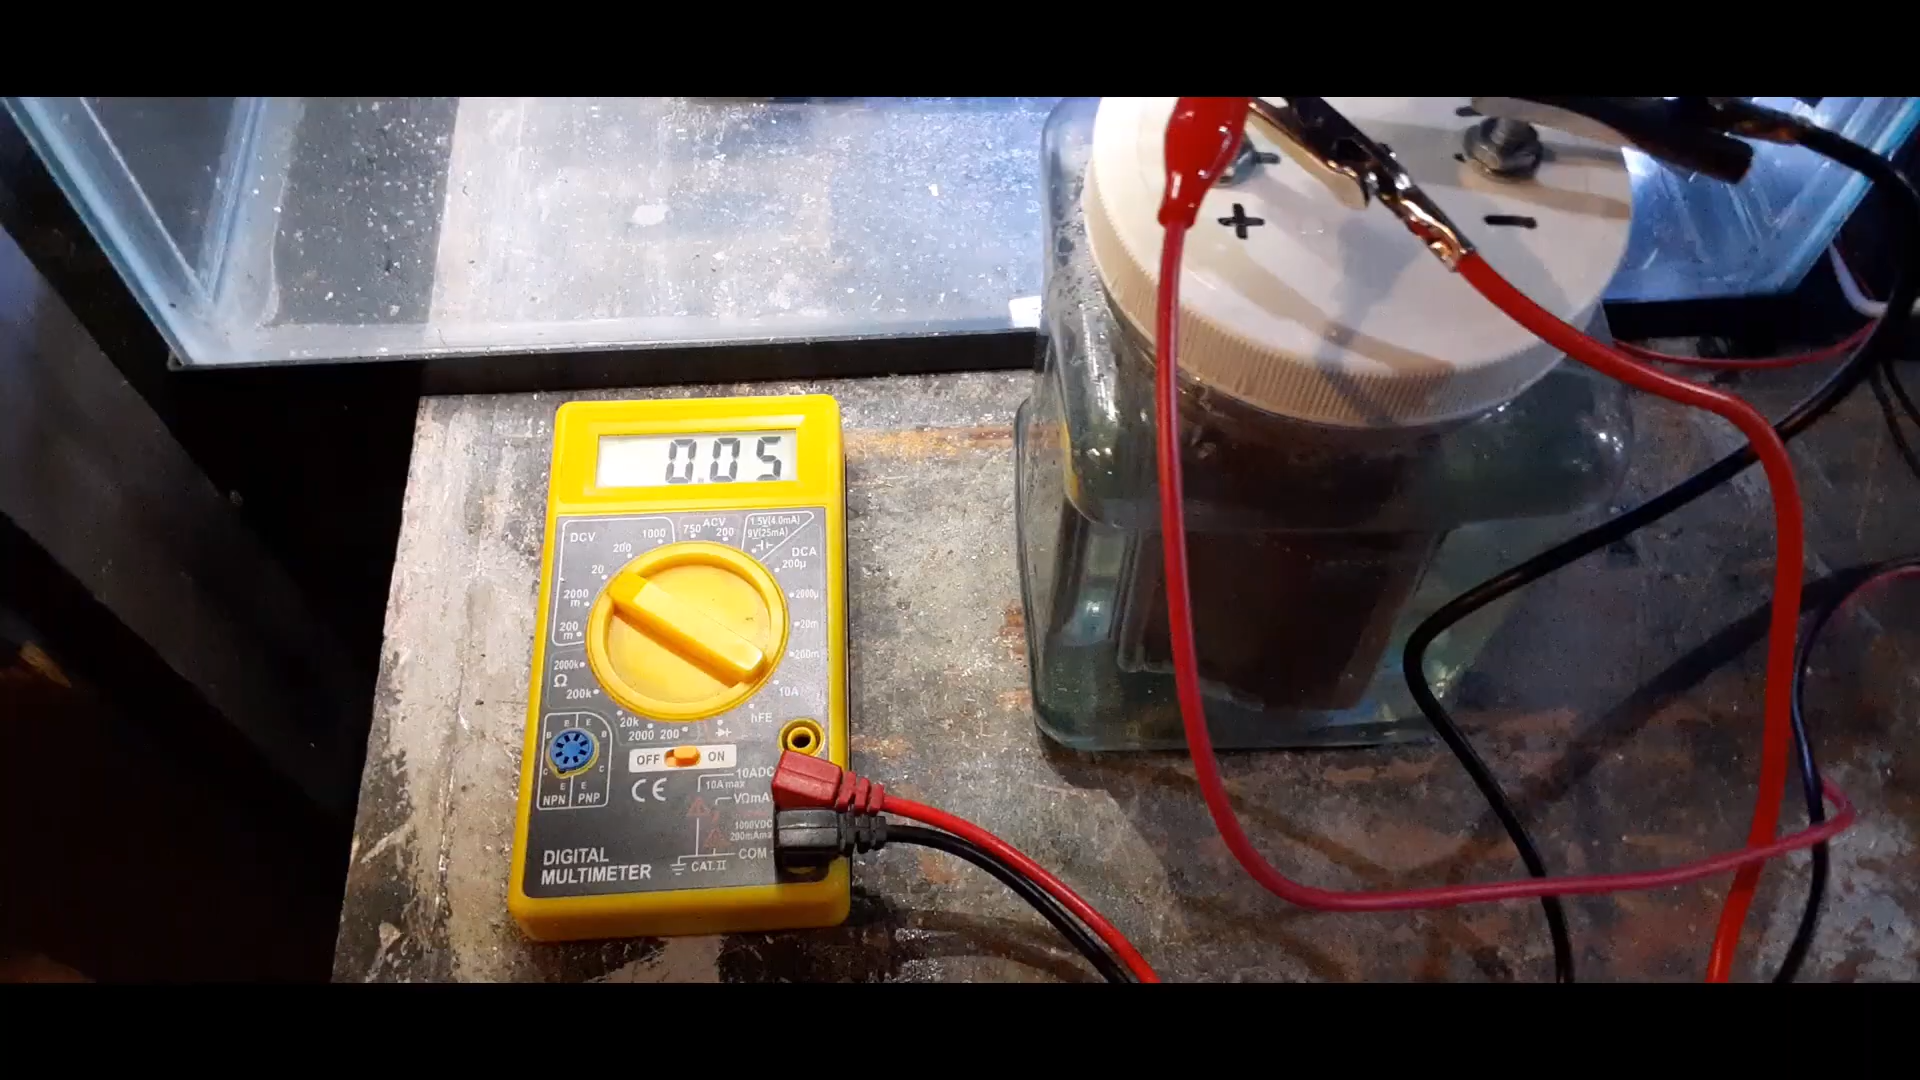 0.05
DCV
1000
750
ACV
200
1.5V(4.0mA)
9V(25mA)
DCA
200µ
200
20
2000
m
2000µ
200
m
20m
200m
2000k
Ω
200k
10A
20k
2000
200
hFE
B E
B
B
C
C
E
E
NPN
PNP
OFF
ON
CE
10ADC
10A max
VΩmA
1000VDC
200mAma
COM
CAT.II
DIGITAL
MULTIMETER
+
-